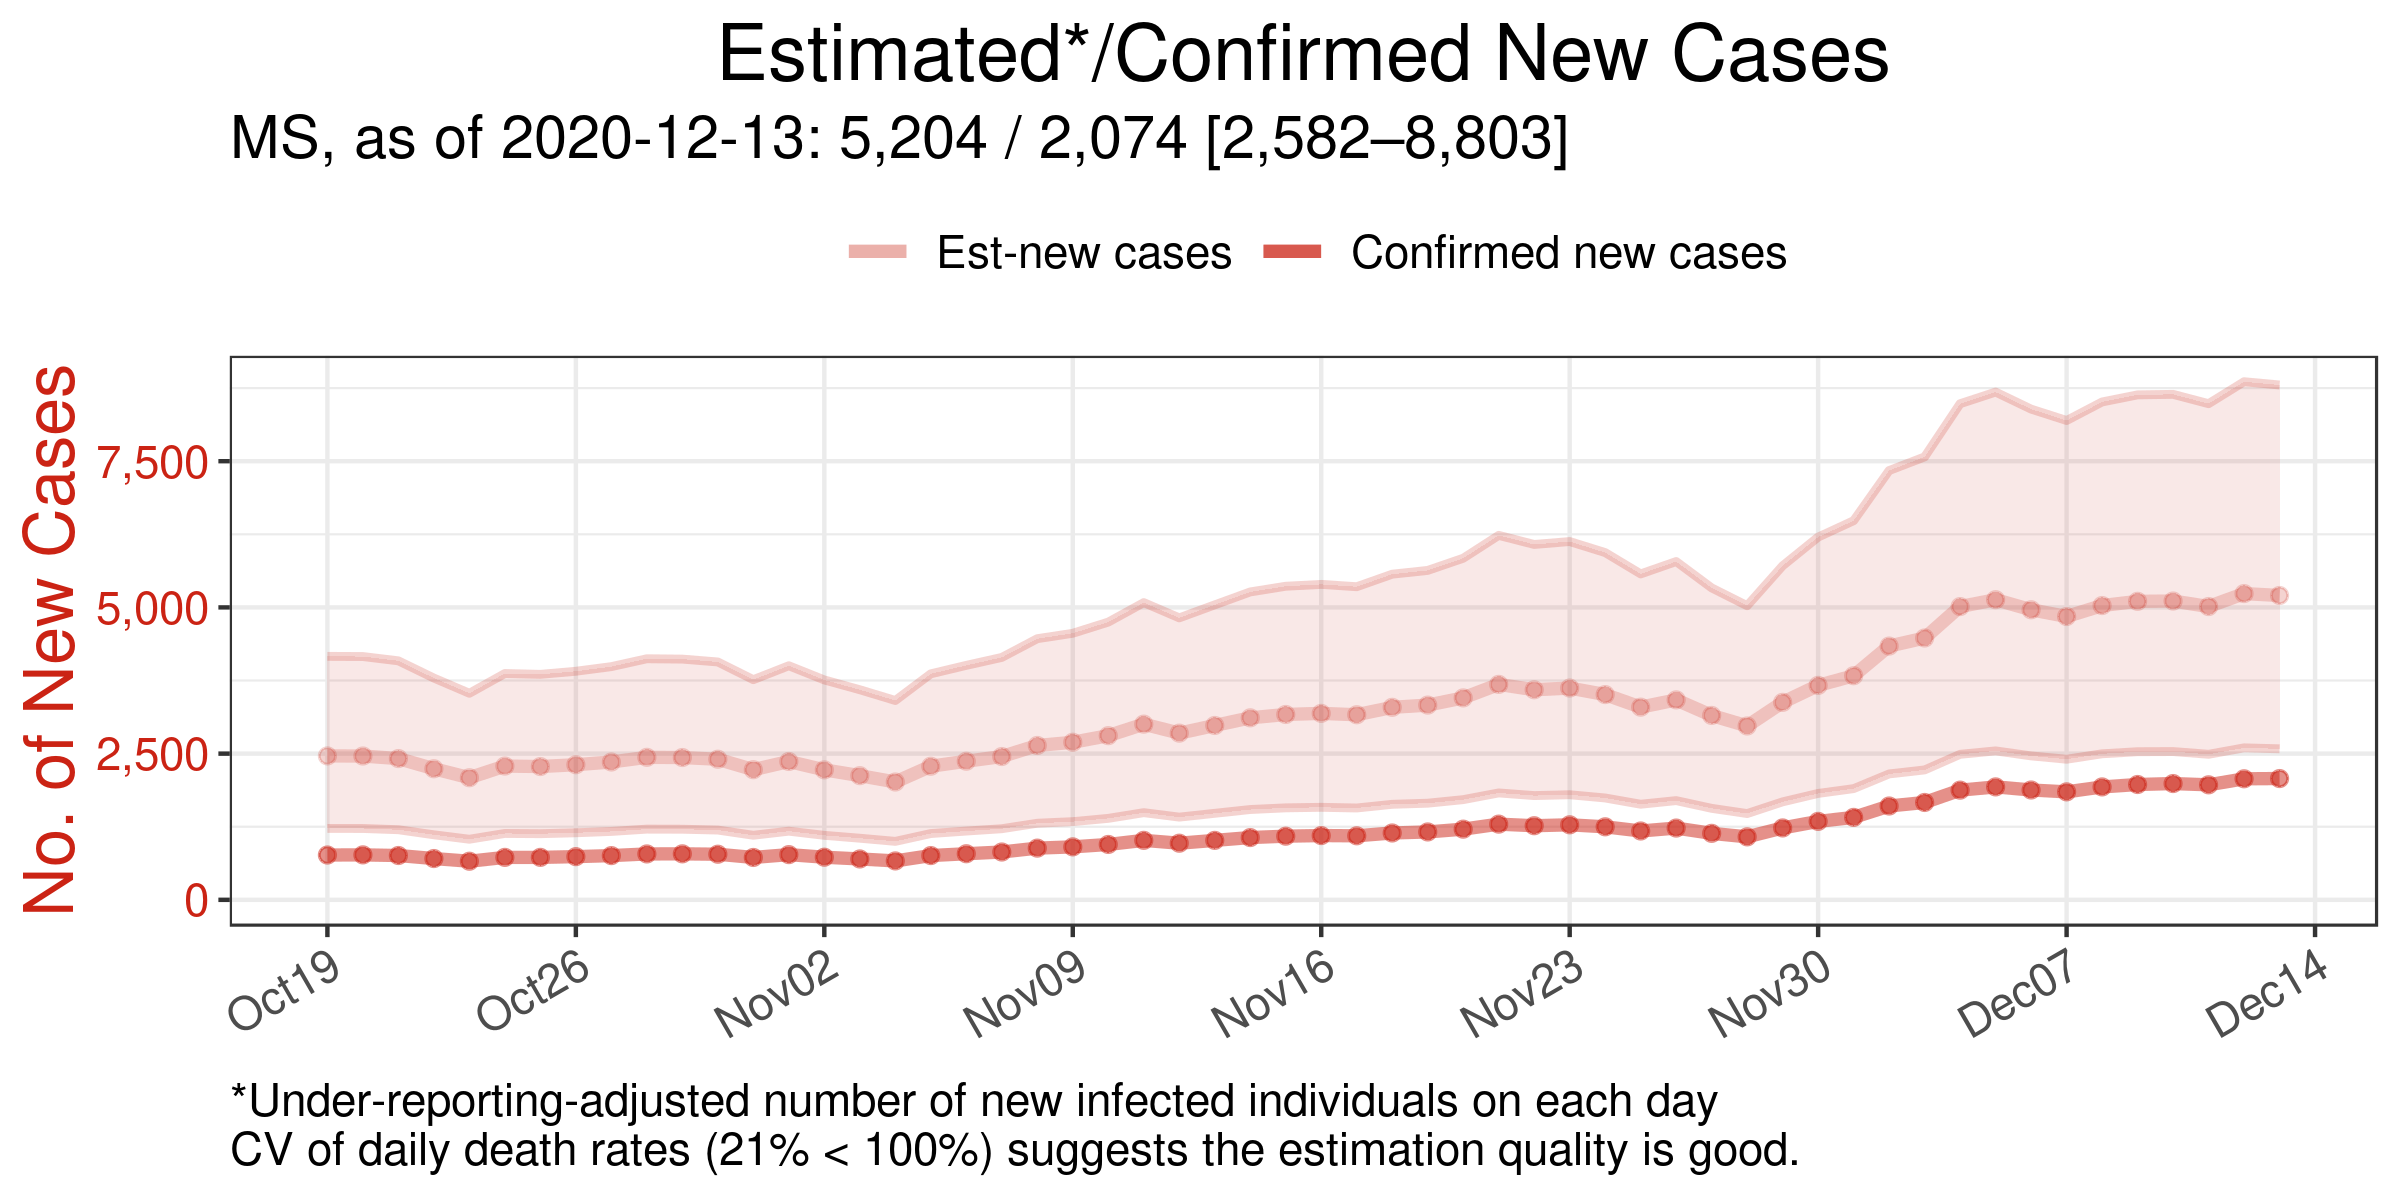 Estimated*/Confirmed New Cases
MS, as of 2020-12-13: 5,204 / 2,074 [2,582–8,803]
Est-new cases
Confirmed new cases
No. of New Cases
7,500
5,000
2,500
0
Oct19
Oct26
Nov02
Nov09
Nov16
Nov23
Nov30
Dec07
Dec14
*Under-reporting-adjusted number of new infected individuals on each day
CV of daily death rates (21% < 100%) suggests the estimation quality is good.